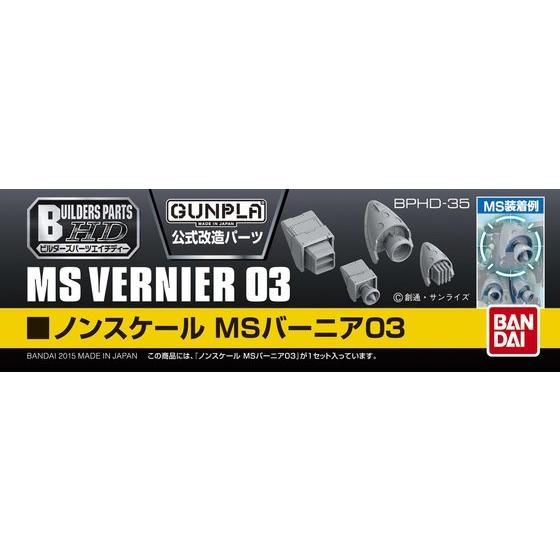 BUILDERS PARTS
HD
ビルダーズパーツエイチディー
GUNPLA
MADE IN JAPAN
公式改造パーツ
BPHD-35
MS装着例
MS VERNIER 03
©創通・サンライズ
■ノンスケール MSバーニア03
BAN
DAI
BANDAI 2015 MADE IN JAPAN
この商品には、「ノンスケール MSバーニア03」が1セット入っています。